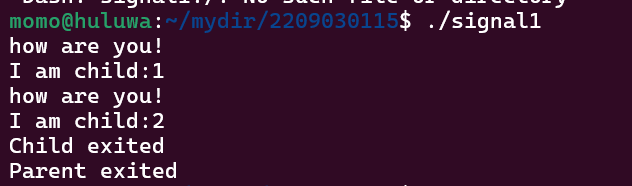 momo@huluwa:~/mydir/2209030115$ ./signal1
how are you!
I am child:1
how are you!
I am child:2
Child exited
Parent exited